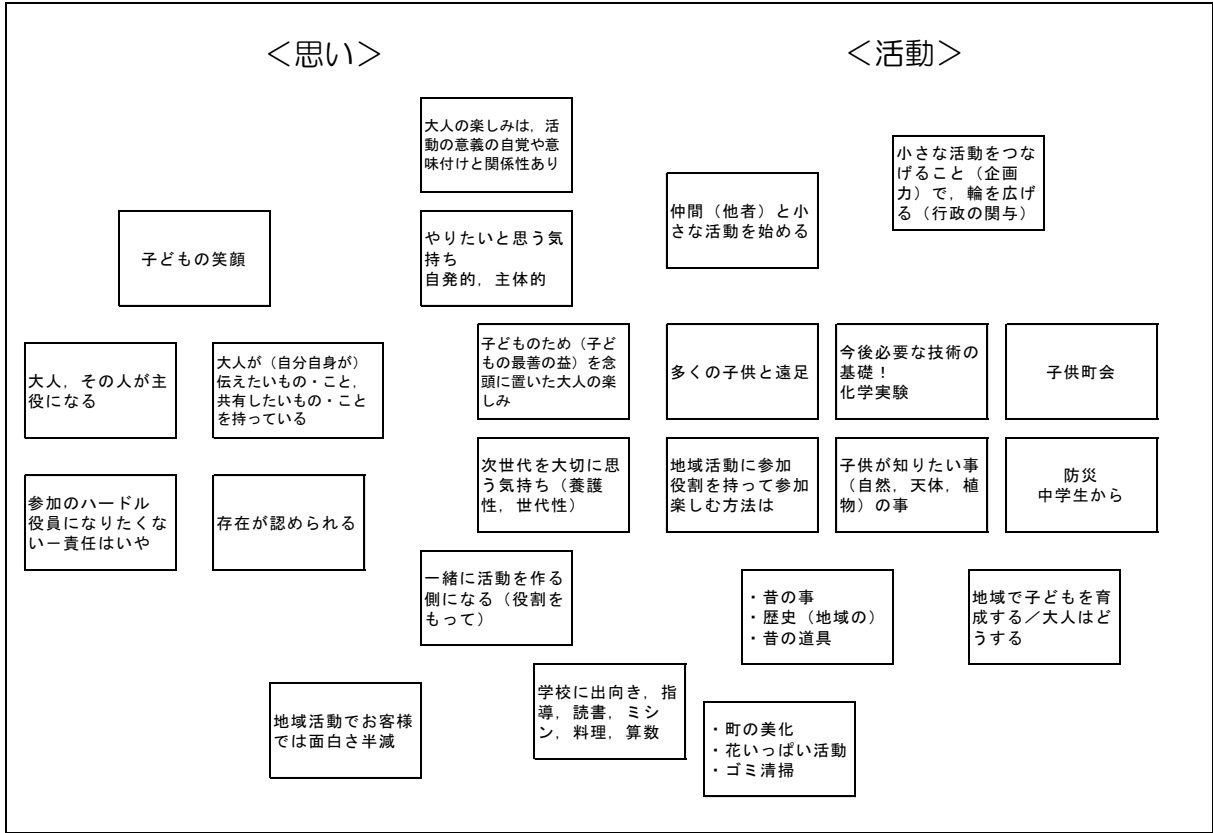 ＜思い＞
＜活動＞
大人の楽しみは，活
動の意義の自覚や意
味付けと関係性あり
小さな活動をつな
げること（企画
力）で，輪を広げ
る（行政の関与）
仲間（他者）と小
さな活動を始める
子どもの笑顔
やりたいと思う気
持ち
自発的，主体的
大人，その人が主
役になる
大人が（自分自身が）
伝えたいもの・こと，
共有したいもの・こと
を持っている
子どものため（子ど
もの最善の益）を念
頭に置いた大人の楽
しみ
多くの子供と遠足
今後必要な技術の
基礎！
化学実験
子供町会
参加のハードル
役員になりたくな
いー責任はいや
存在が認められる
次世代を大切に思
う気持ち（養護
性，世代性）
地域活動に参加
役割を持って参加
楽しむ方法は
子供が知りたい事
（自然，天体，植
物）の事
防災
中学生から
一緒に活動を作る
側になる（役割を
もって）
・昔の事
・歴史（地域の）
・昔の道具
地域で子どもを育
成する／大人はど
うする
地域活動でお客様
では面白さ半減
学校に出向き，指
導，読書，ミシ
ン，料理，算数
・町の美化
・花いっぱい活動
・ゴミ清掃